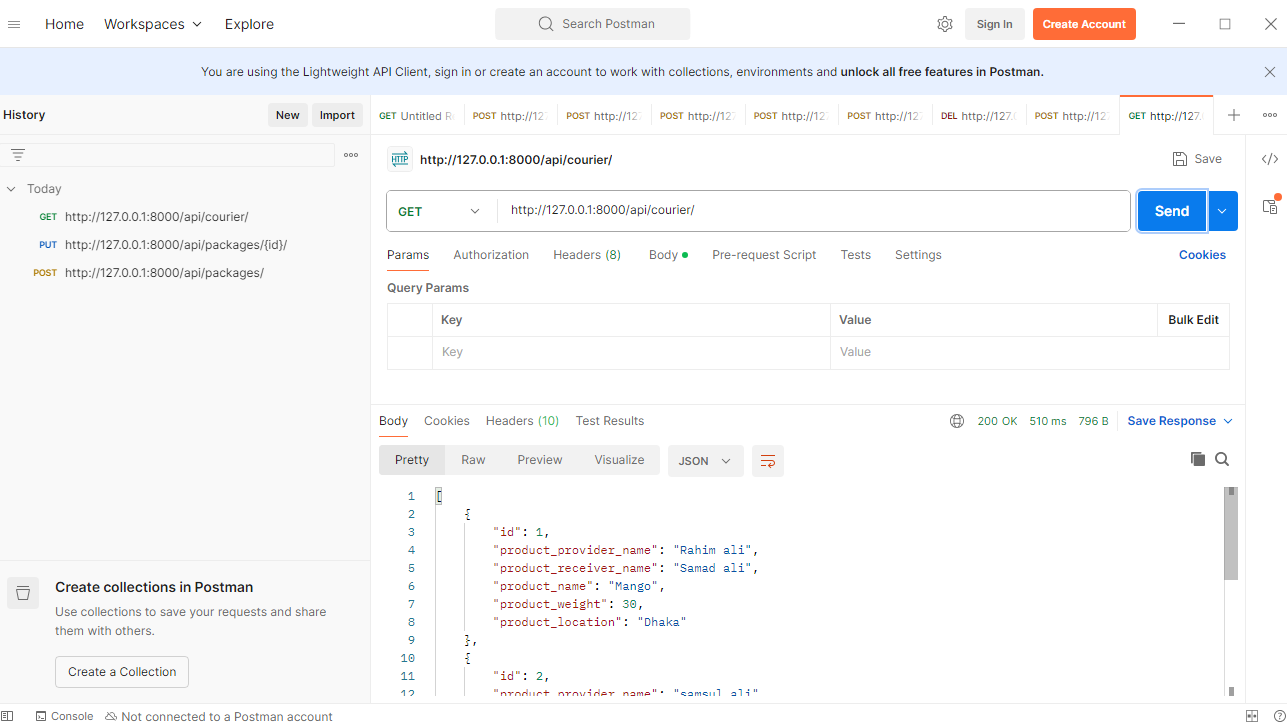 Home Workspaces Explore Search Postman Sign In Create Account
You are using the Lightweight API Client, sign in or create an account to work with collections, environments and unlock all free features in Postman.
History New Import
GET Untitled R POST http://127 POST http://127 POST http://127 POST http://127 POST http://127 DEL http://127.0 POST http://127 GET http://127.
HTTP http://127.0.0.1:8000/api/courier/ Save
Today
GET http://127.0.0.1:8000/api/courier/
PUT http://127.0.0.1:8000/api/packages/{id}/
POST http://127.0.0.1:8000/api/packages/
GET http://127.0.0.1:8000/api/courier/ Send
Params Authorization Headers (8) Body Pre-request Script Tests Settings Cookies
Query Params
Key Value Bulk Edit
Key Value
Body Cookies Headers (10) Test Results 200 OK 510 ms 796 B Save Response
Pretty Raw Preview Visualize JSON
1 [
2 {
3 "id": 1,
4 "product_provider_name": "Rahim ali",
5 "product_receiver_name": "Samad ali",
6 "product_name": "Mango",
7 "product_weight": 30,
8 "product_location": "Dhaka"
9 },
10 {
11 "id": 2,
12 "product_provider_name": "samsul ali"
Create collections in Postman
Use collections to save your requests and share
them with others.
Create a Collection
Console Not connected to a Postman account